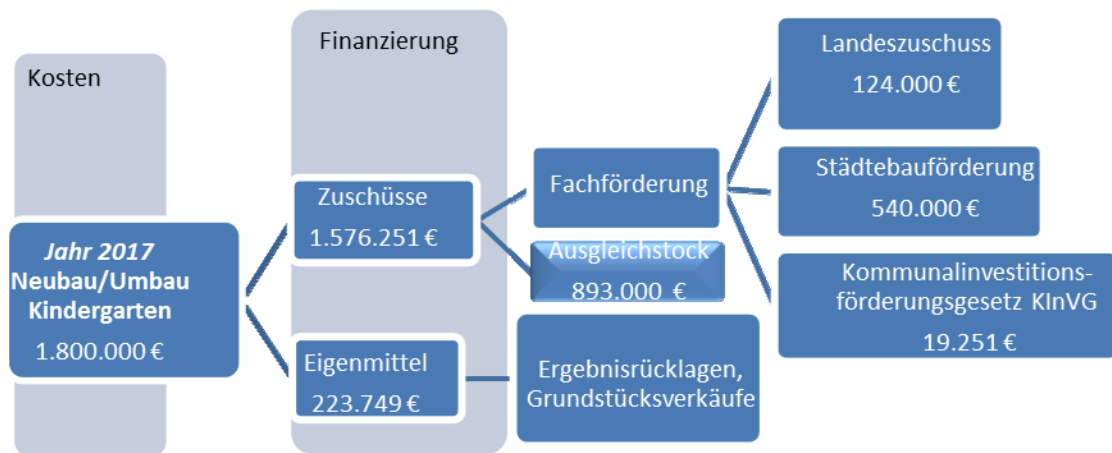 Kosten
Jahr 2017
Neubau/Umbau
Kindergarten
1.800.000 €
Finanzierung
Zuschüsse
1.576.251 €
Eigenmittel
223.749 €
Fachförderung
Ausgleichstock
893.000 €
Ergebnisrücklagen,
Grundstücksverkäufe
Landeszuschuss
124.000 €
Städtebauförderung
540.000 €
Kommunalinvestitions-
förderungsgesetz KInVG
19.251 €